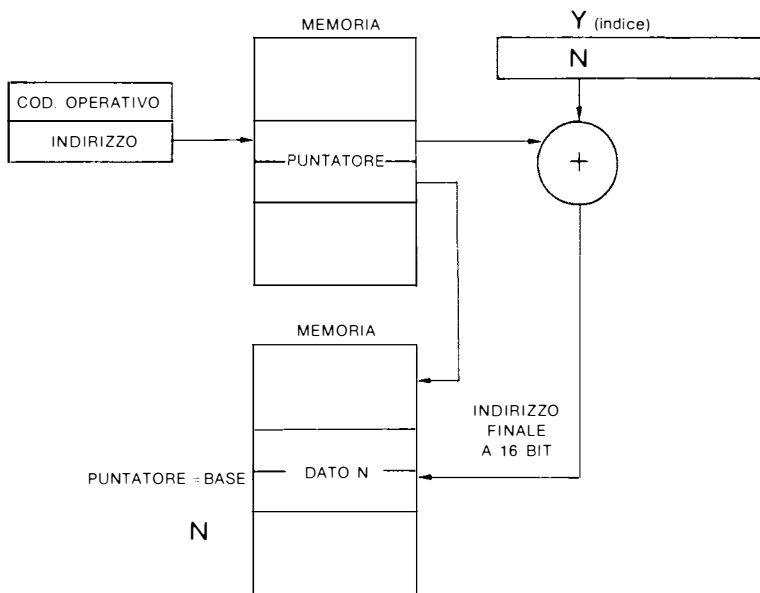 MEMORIA
Y (indice)
N
COD. OPERATIVO
INDIRIZZO
PUNTATORE
+
MEMORIA
INDIRIZZO
FINALE
A 16 BIT
PUNTATORE = BASE
DATO N
N